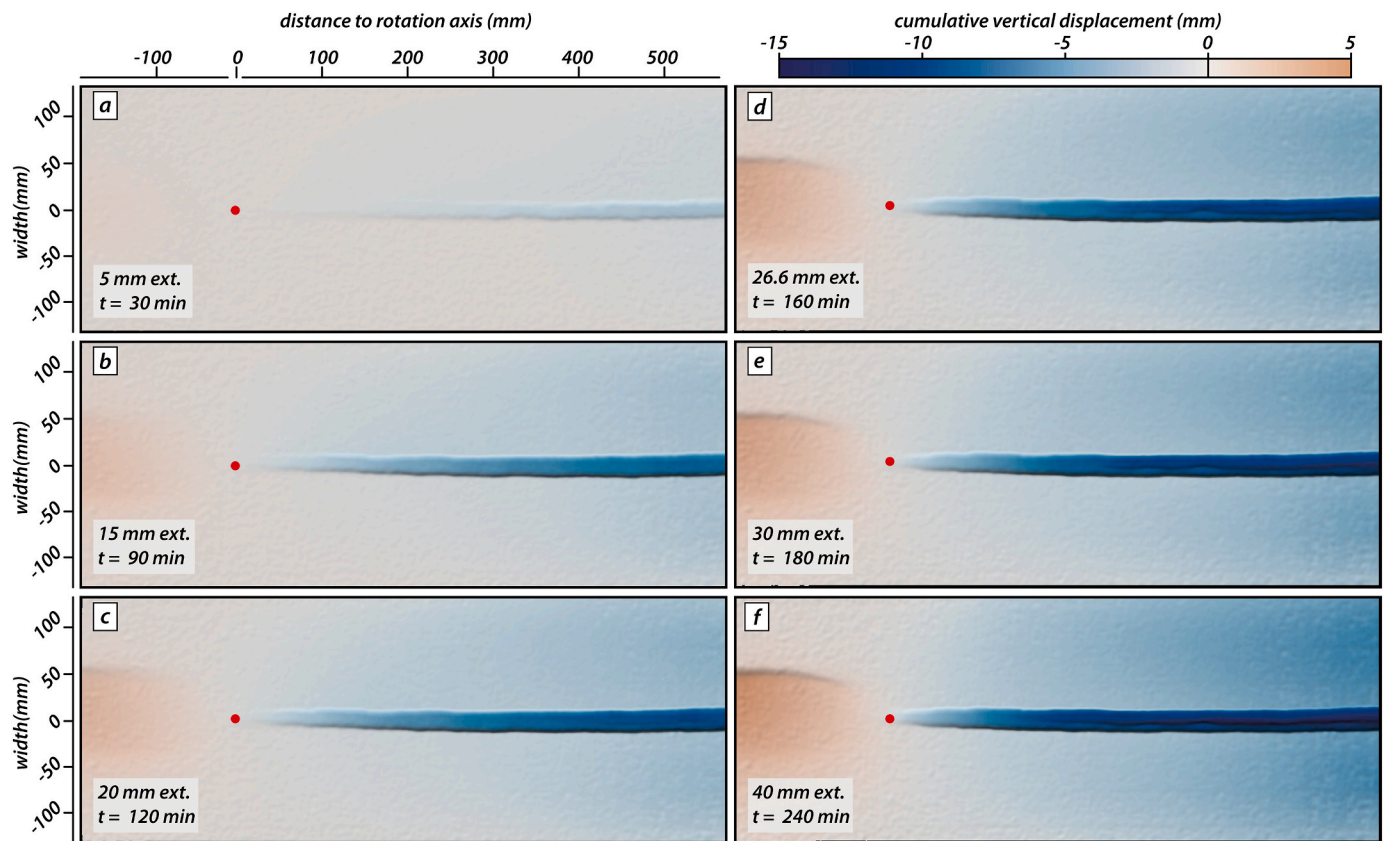 distance to rotation axis (mm)
-100 0 100 200 300 400 500
cumulative vertical displacement (mm)
-15 -10 -5 0 5
a
width(mm)
100
50
0
-50
-100
5 mm ext.
t = 30 min
d
26.6 mm ext.
t = 160 min
b
width(mm)
100
50
0
-50
-100
15 mm ext.
t = 90 min
e
30 mm ext.
t = 180 min
c
width(mm)
100
50
0
-50
-100
20 mm ext.
t = 120 min
f
40 mm ext.
t = 240 min